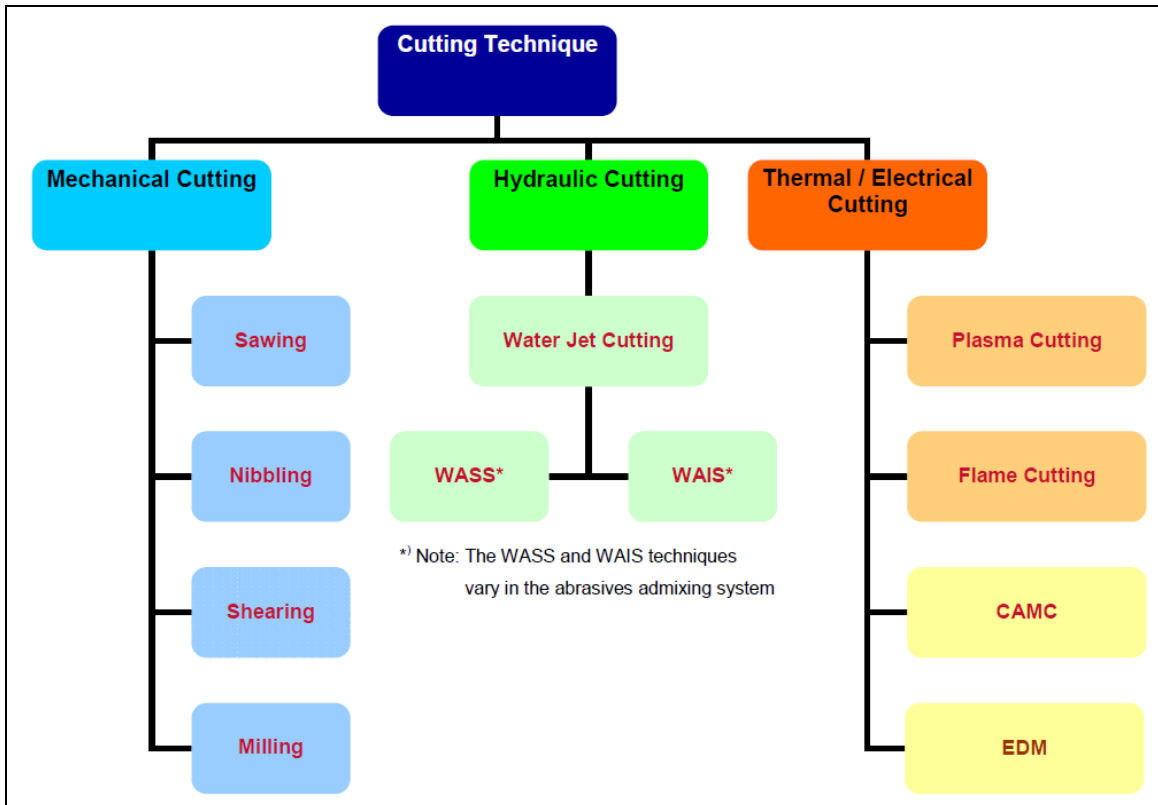 Cutting Technique
Mechanical Cutting
Hydraulic Cutting
Thermal / Electrical
Cutting
Sawing
Water Jet Cutting
Plasma Cutting
Nibbling
WASS*
WAIS*
Flame Cutting
*) Note: The WASS and WAIS techniques
vary in the abrasives admixing system
Shearing
CAMC
Milling
EDM